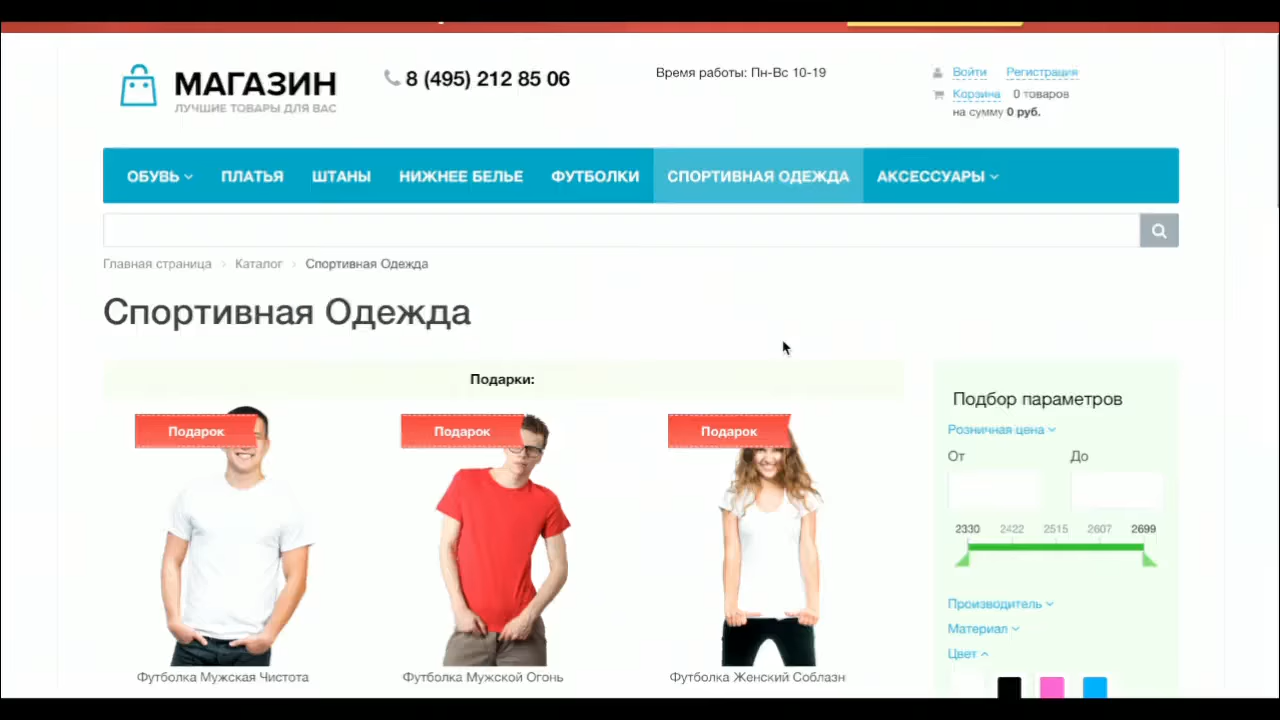 МАГАЗИН
ЛУЧШИЕ ТОВАРЫ ДЛЯ ВАС
8 (495) 212 85 06
Время работы: Пн-Вс 10-19
Войти Регистрация
Корзина 0 товаров
на сумму 0 руб.
ОБУВЬ ПЛАТЬЯ ШТАНЫ НИЖНЕЕ БЕЛЬЕ ФУТБОЛКИ СПОРТИВНАЯ ОДЕЖДА АКСЕССУАРЫ
Главная страница Каталог Спортивная Одежда
Спортивная Одежда
Подарки:
Подарок Подарок Подарок
Футболка Мужская Чистота Футболка Мужской Огонь Футболка Женский Соблазн
Подбор параметров
Розничная цена
От До
2330 2422 2515 2607 2699
Производитель
Материал
Цвет